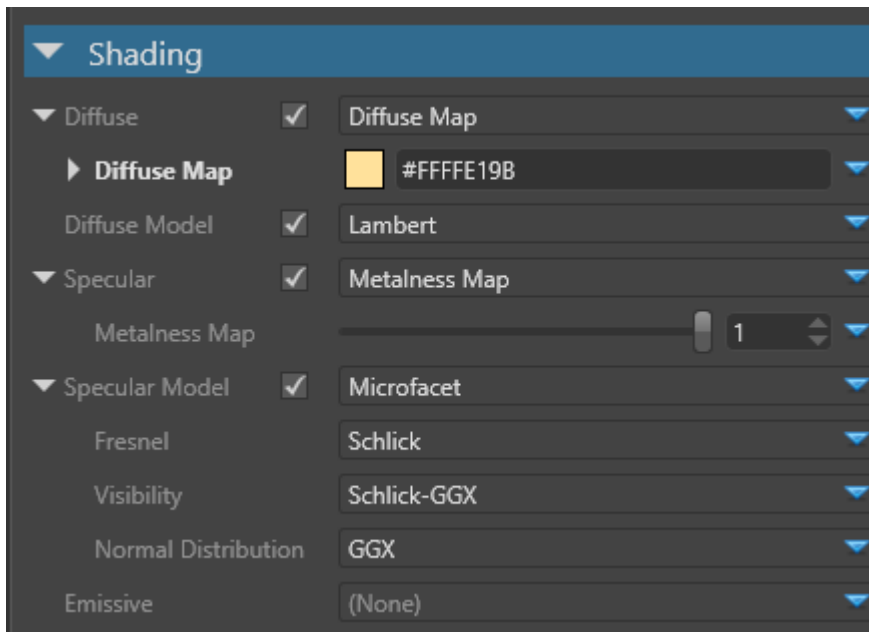 Shading
Diffuse Diffuse Map
Diffuse Map #FFFFE19B
Diffuse Model Lambert
Specular Metalness Map
Metalness Map 1
Specular Model Microfacet
Fresnel Schlick
Visibility Schlick-GGX
Normal Distribution GGX
Emissive (None)